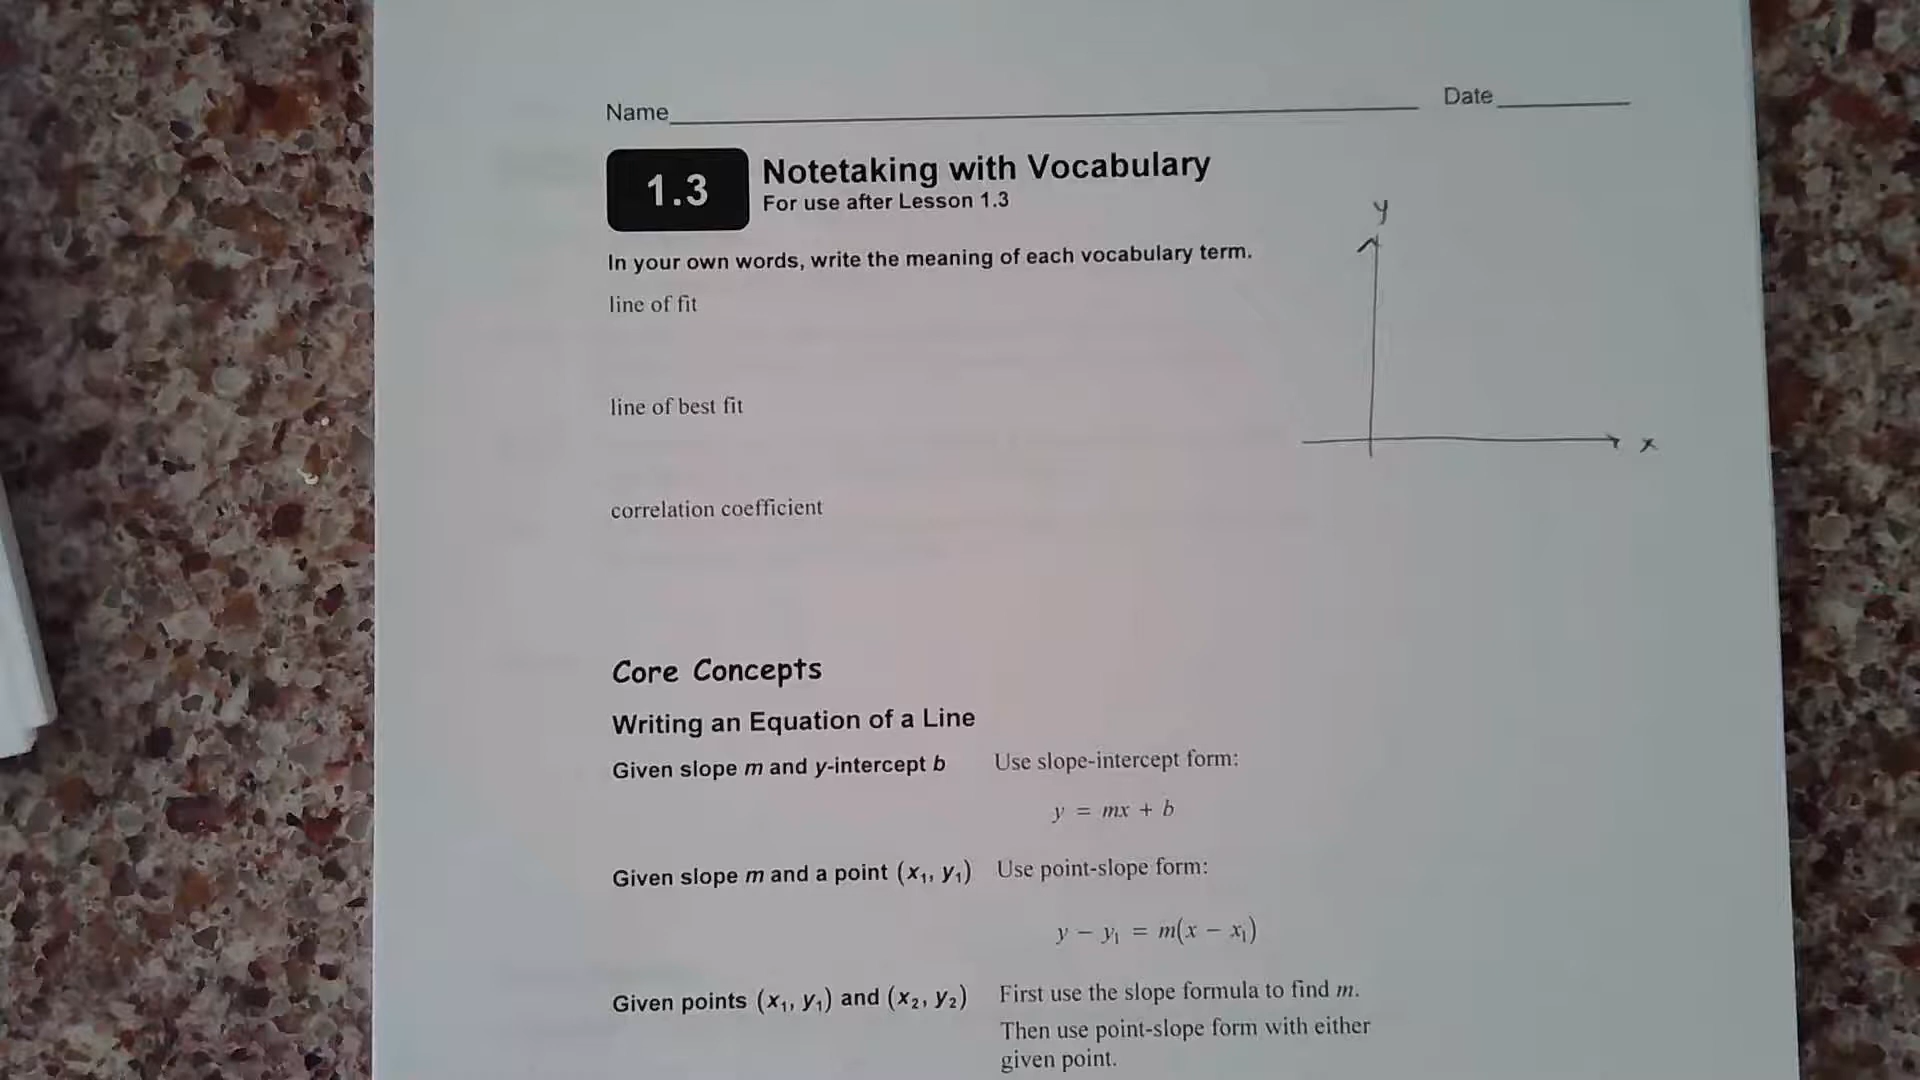 Name Date
1.3 Notetaking with Vocabulary
For use after Lesson 1.3
y
In your own words, write the meaning of each vocabulary term.
line of fit
line of best fit
x
correlation coefficient
Core Concepts
Writing an Equation of a Line
Given slope m and y-intercept b Use slope-intercept form:
y = mx + b
Given slope m and a point (x₁, y₁) Use point-slope form:
y − y₁ = m(x − x₁)
Given points (x₁, y₁) and (x₂, y₂) First use the slope formula to find m.
Then use point-slope form with either
given point.